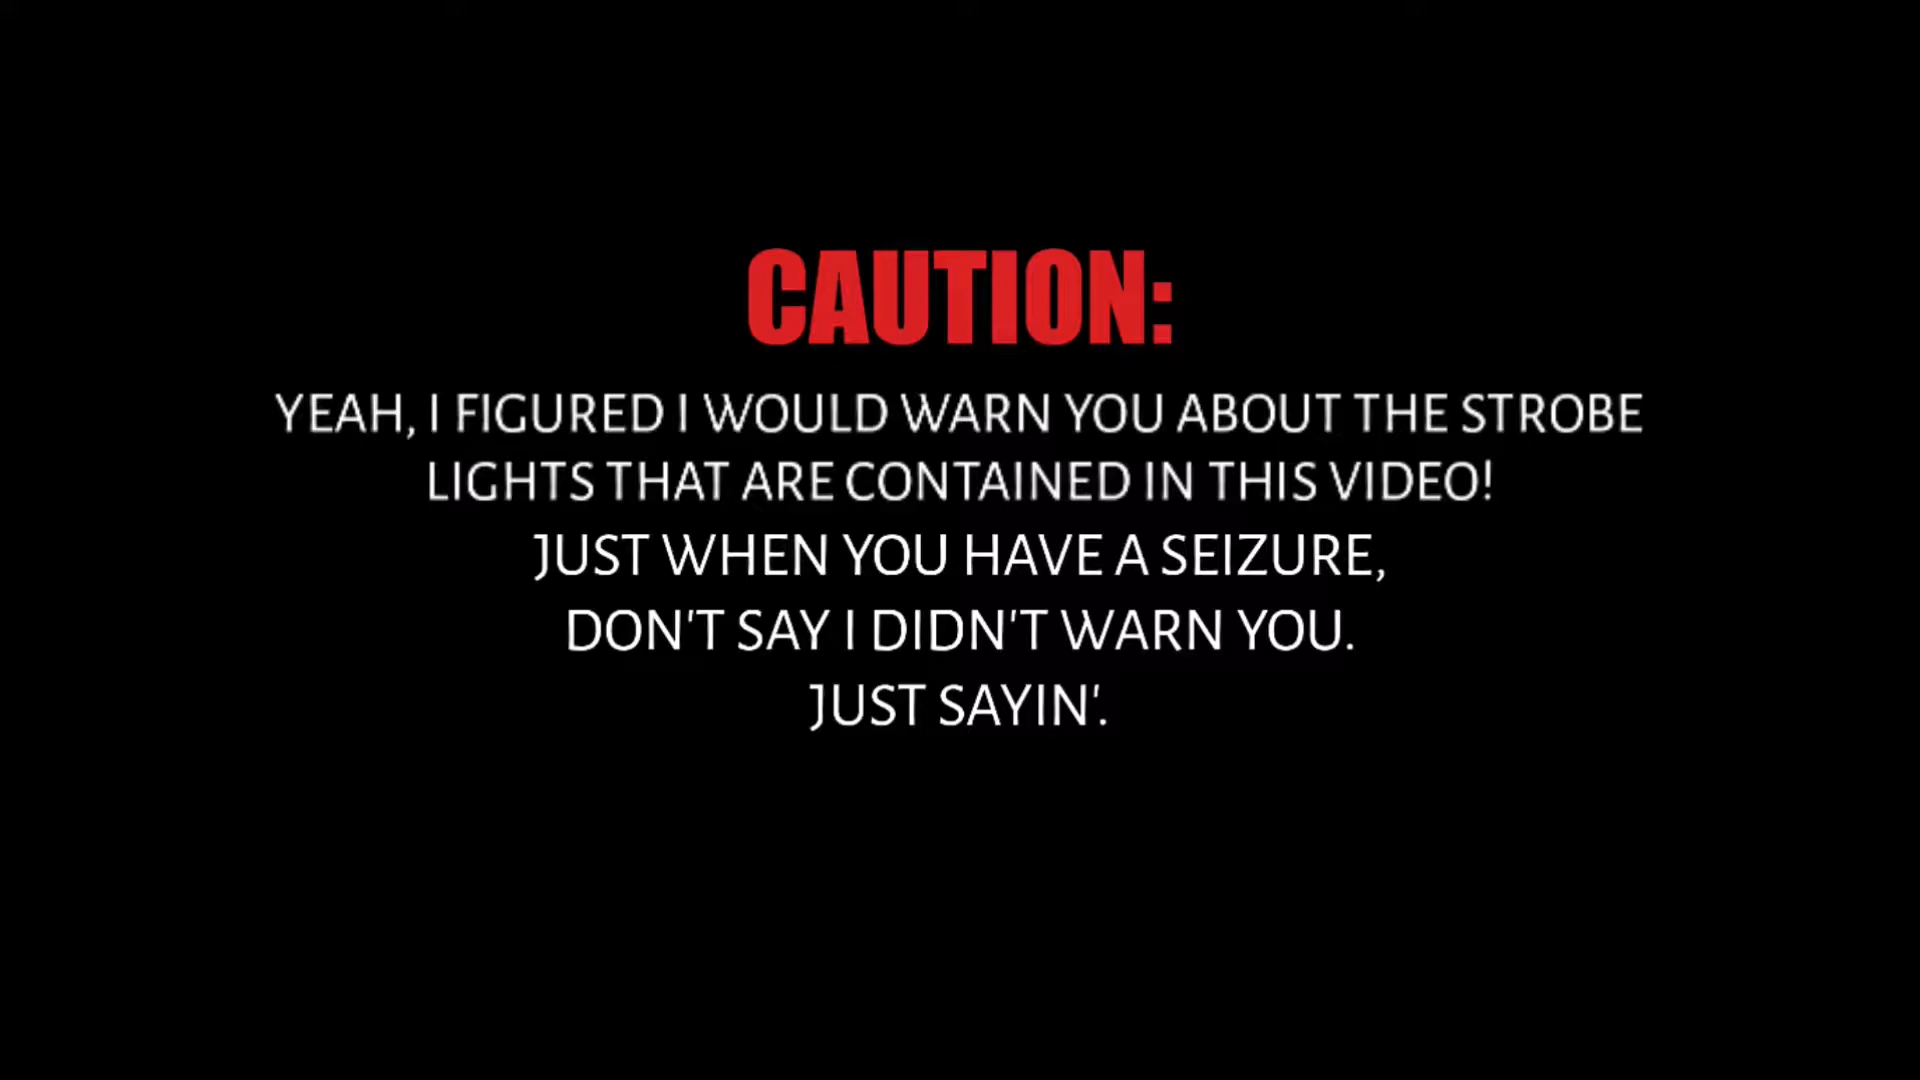 CAUTION:
YEAH, I FIGURED I WOULD WARN YOU ABOUT THE STROBE
LIGHTS THAT ARE CONTAINED IN THIS VIDEO!
JUST WHEN YOU HAVE A SEIZURE,
DON'T SAY I DIDN'T WARN YOU.
JUST SAYIN'.